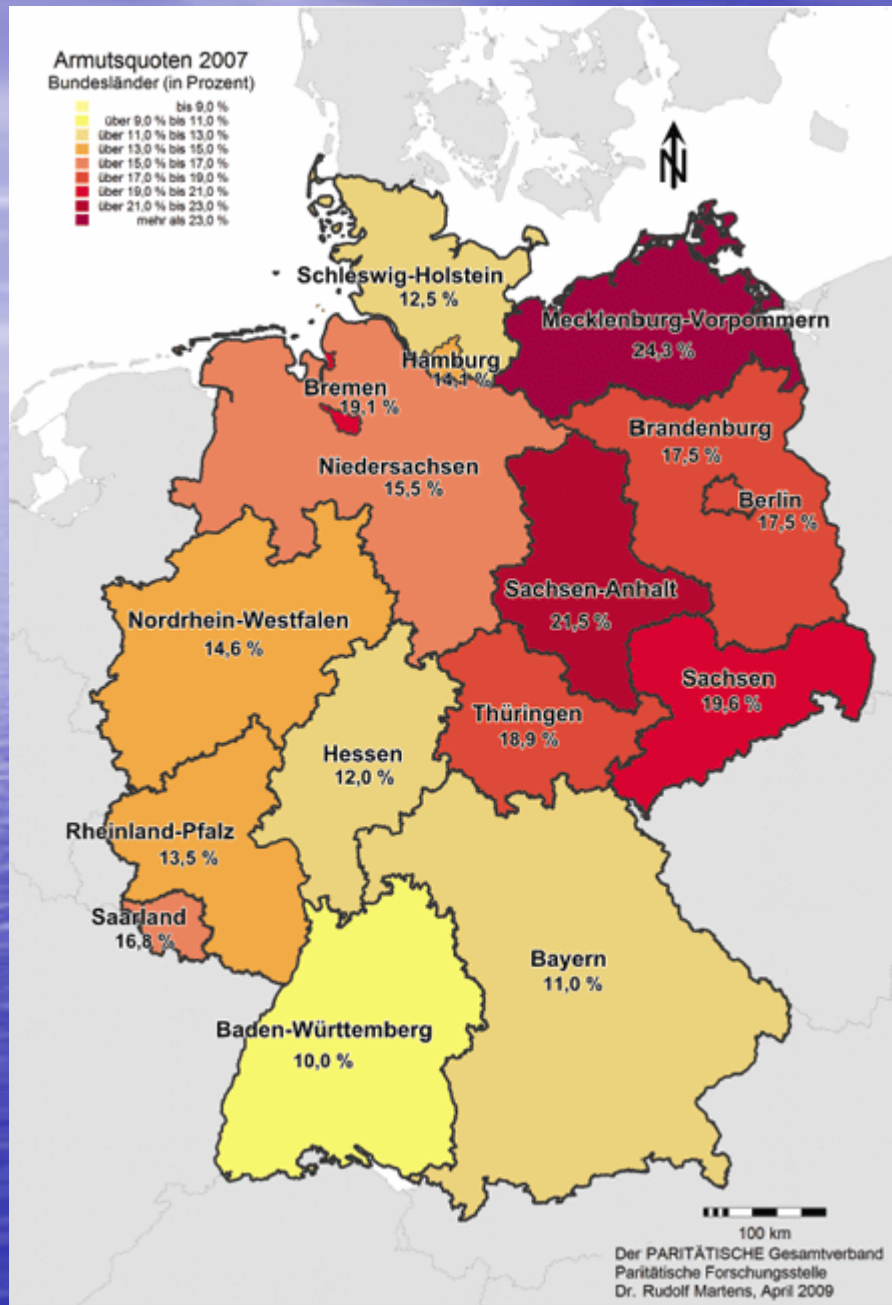 Armutsquoten 2007
Bundesländer (in Prozent)
bis 9,0 %
über 9,0 % bis 11,0 %
über 11,0 % bis 13,0 %
über 13,0 % bis 15,0 %
über 15,0 % bis 17,0 %
über 17,0 % bis 19,0 %
über 19,0 % bis 21,0 %
über 21,0 % bis 23,0 %
mehr als 23,0 %
N
Schleswig-Holstein
12,5 %
Mecklenburg-Vorpommern
24,3 %
Hamburg
14,1 %
Bremen
19,1 %
Brandenburg
17,5 %
Niedersachsen
15,5 %
Berlin
17,5 %
Sachsen-Anhalt
21,5 %
Nordrhein-Westfalen
14,6 %
Sachsen
19,6 %
Thüringen
18,9 %
Hessen
12,0 %
Rheinland-Pfalz
13,5 %
Saarland
16,8 %
Bayern
11,0 %
Baden-Württemberg
10,0 %
100 km
Der PARITÄTISCHE Gesamtverband
Paritätische Forschungsstelle
Dr. Rudolf Martens, April 2009